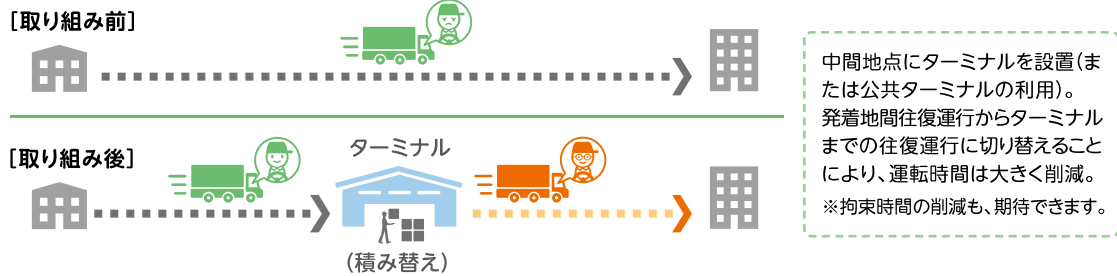 [取り組み前]
[取り組み後]
ターミナル
(積み替え)
中間地点にターミナルを設置(ま
たは公共ターミナルの利用)。
発着地間往復運行からターミナル
までの往復運行に切り替えること
により、運転時間は大きく削減。
※拘束時間の削減も、期待できます。